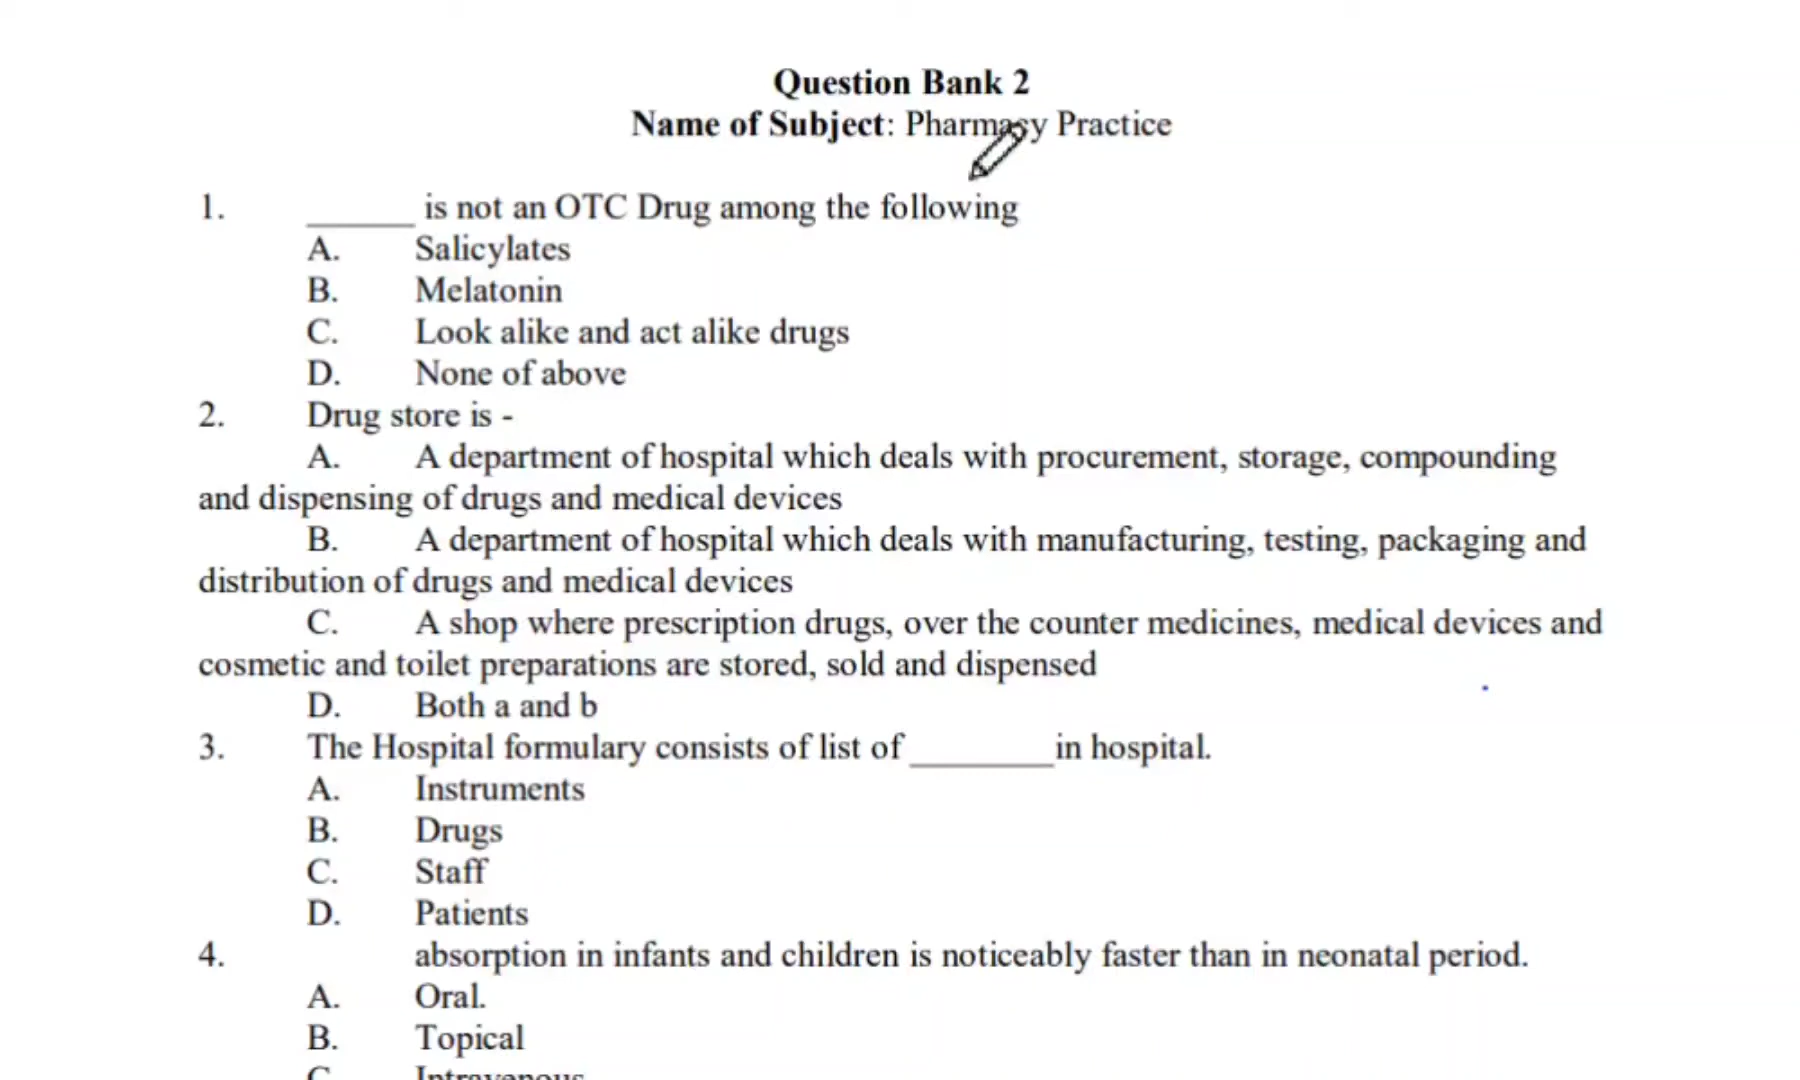 Question Bank 2
Name of Subject: Pharmacy Practice
1. ______ is not an OTC Drug among the following
A. Salicylates
B. Melatonin
C. Look alike and act alike drugs
D. None of above
2. Drug store is -
A. A department of hospital which deals with procurement, storage, compounding
and dispensing of drugs and medical devices
B. A department of hospital which deals with manufacturing, testing, packaging and
distribution of drugs and medical devices
C. A shop where prescription drugs, over the counter medicines, medical devices and
cosmetic and toilet preparations are stored, sold and dispensed
D. Both a and b
3. The Hospital formulary consists of list of ________in hospital.
A. Instruments
B. Drugs
C. Staff
D. Patients
4. absorption in infants and children is noticeably faster than in neonatal period.
A. Oral.
B. Topical
C. Intravenous